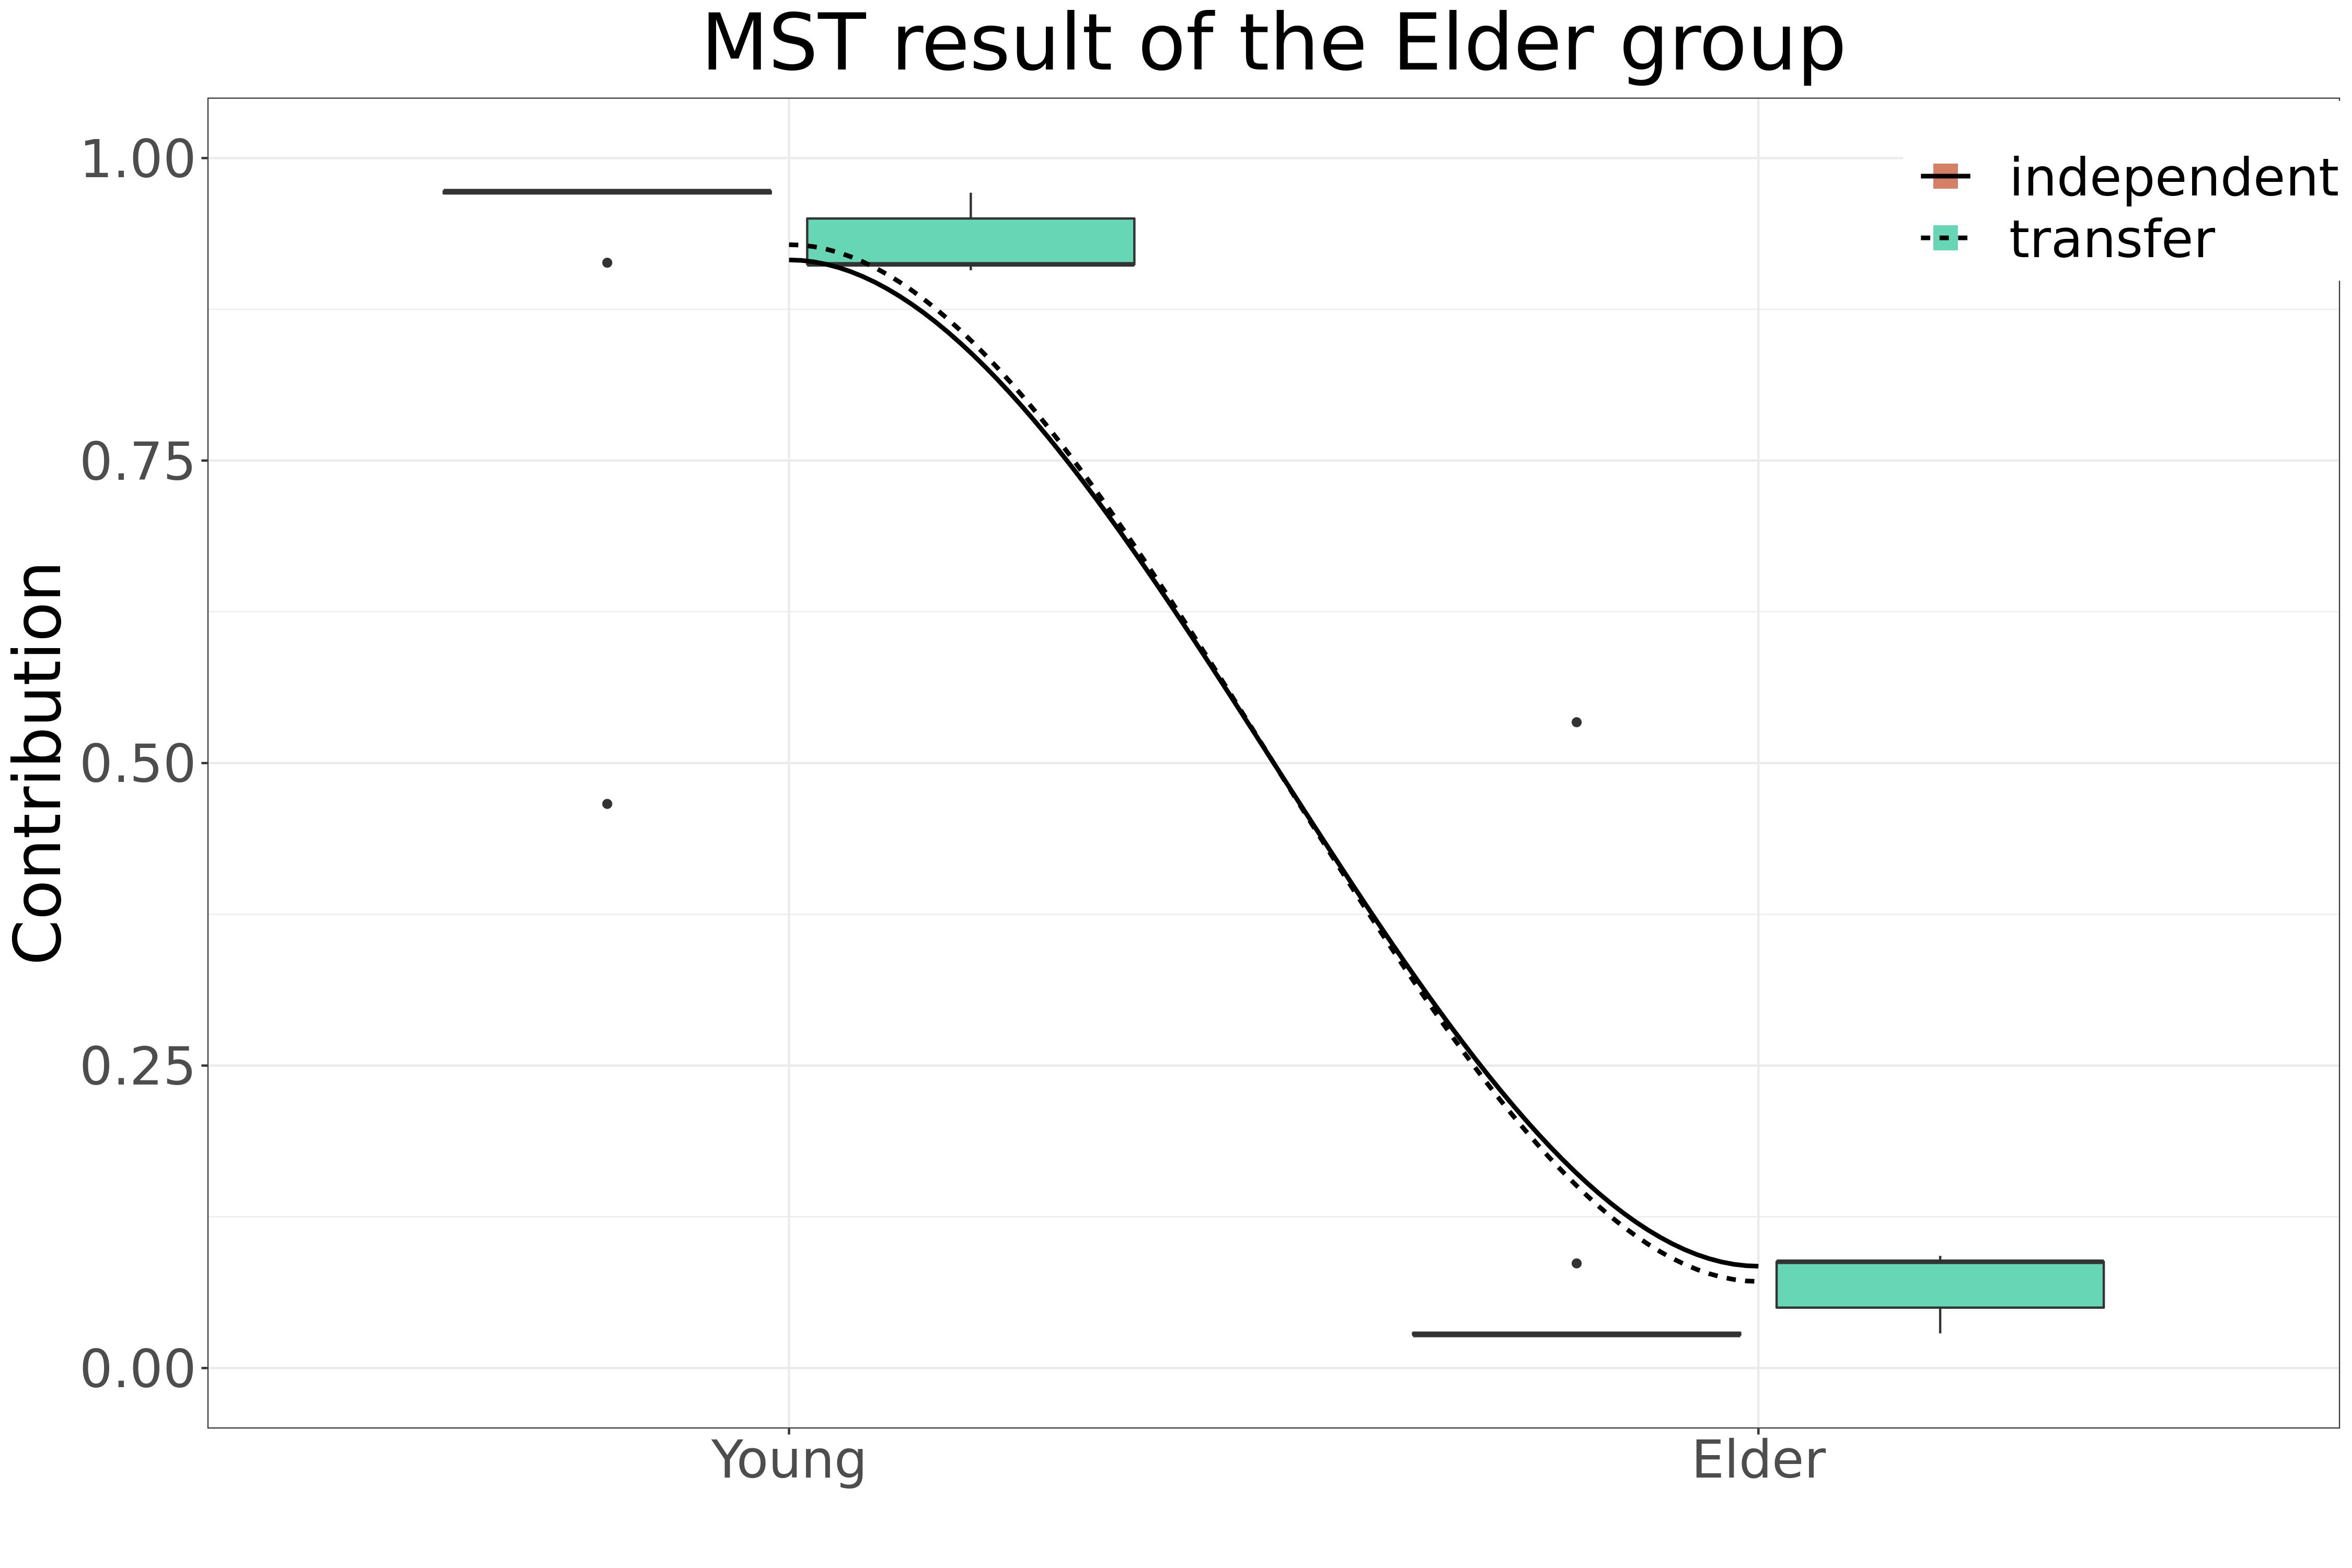 MST result of the Elder group
1.00
0.75
0.50
0.25
0.00
Contribution
independent
transfer
Young
Elder